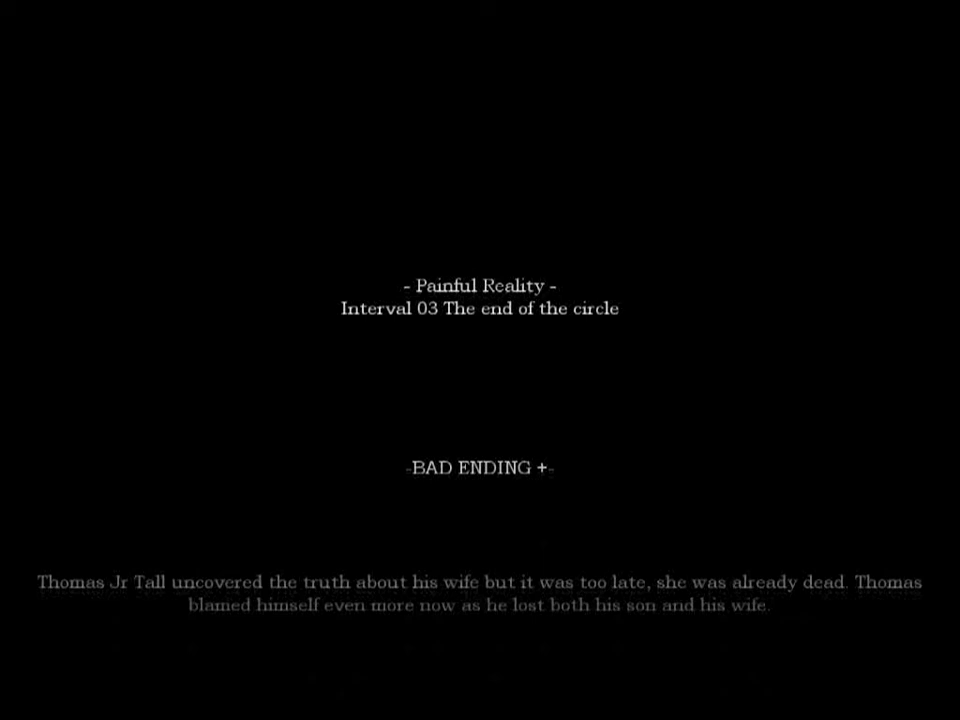 - Painful Reality -
Interval 03 The end of the circle
-BAD ENDING +-
Thomas Jr Tall uncovered the truth about his wife but it was too late, she was already dead. Thomas
blamed himself even more now as he lost both his son and his wife.